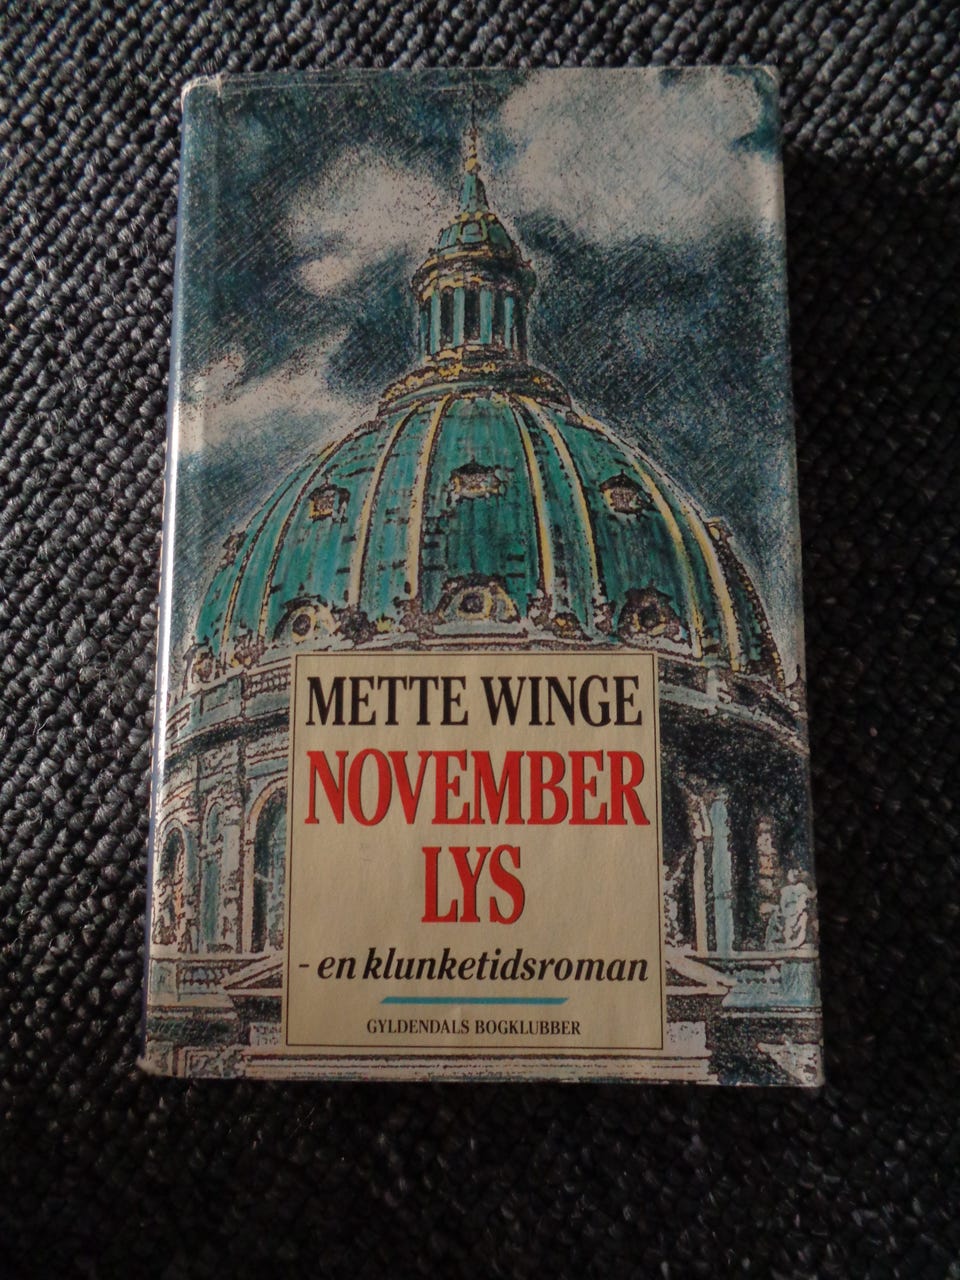 METTE WINGE
NOVEMBER
LYS
- en klunketidsroman
GYLDENDALS BOGKLUBBER